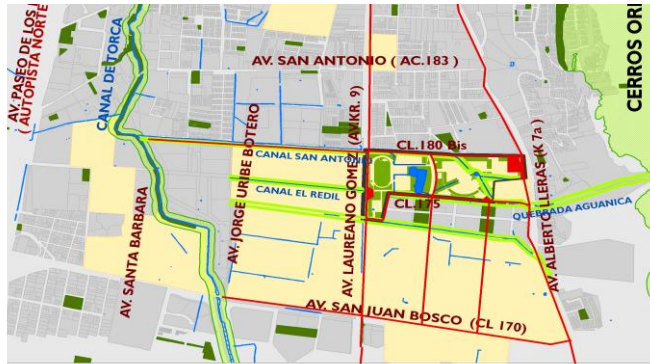 AV. PASEO DE LOS
( AUTOPISTA NORTE
CANAL DE TORCA
AV. SAN ANTONIO ( AC.183 )
CERROS ORI
AV. JORGE URIBE BOTERO
AV. LAUREANO GOMEZ (AV.KR. 9)
CL.180 Bis
CANAL SAN ANTONIO
CANAL EL REDIL
CL.175
QUEBRADA AGUANICA
AV. ALBERTO LLERAS (K 7a)
AV. SANTA BARBARA
AV. SAN JUAN BOSCO (CL 170)